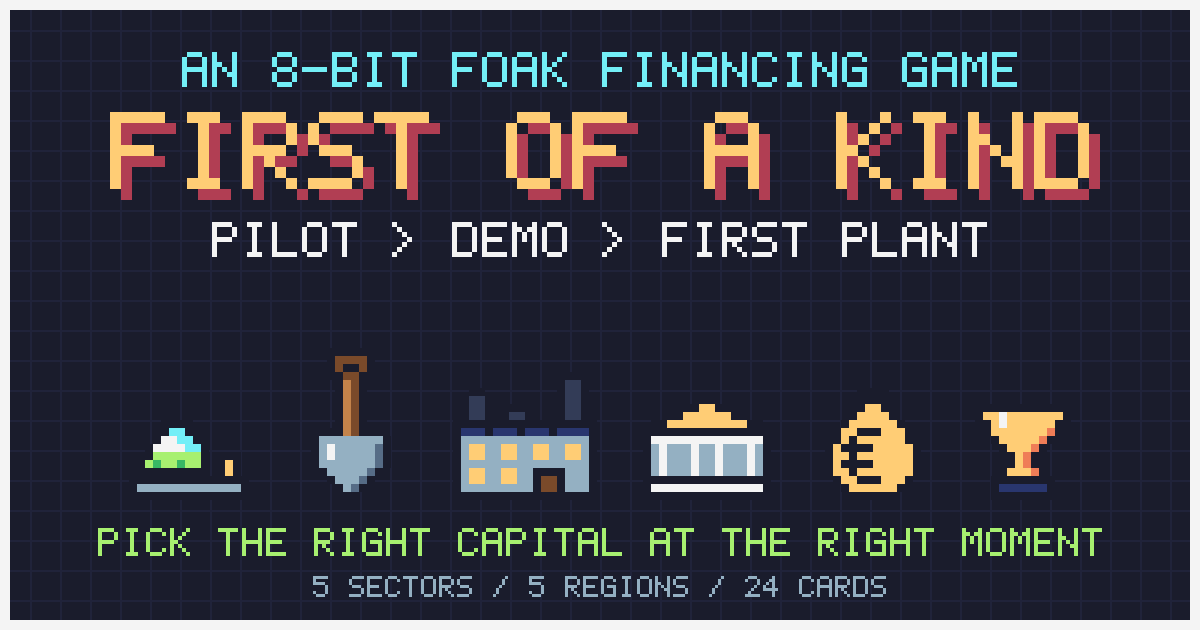 AN 8-BIT FOAK FINANCING GAME
FIRST OF A KIND
PILOT > DEMO > FIRST PLANT
PICK THE RIGHT CAPITAL AT THE RIGHT MOMENT
5 SECTORS / 5 REGIONS / 24 CARDS